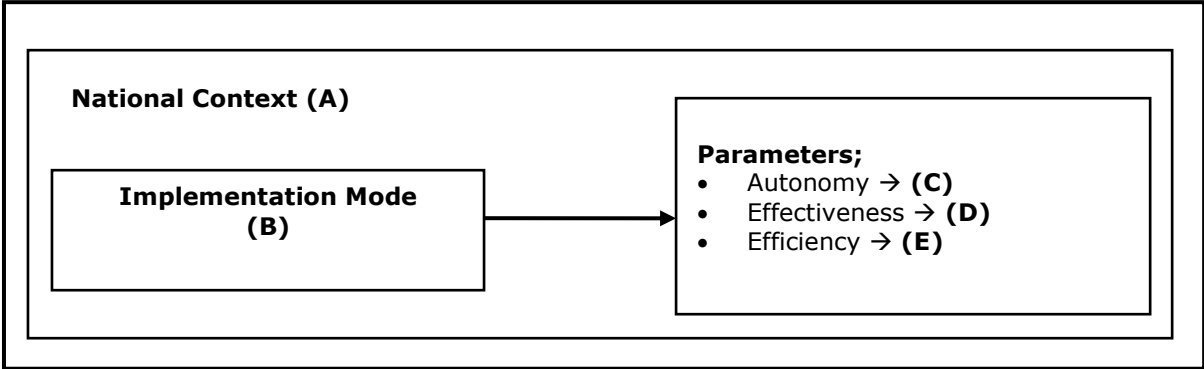 National Context (A)
Implementation Mode
(B)
Parameters;
• Autonomy → (C)
• Effectiveness → (D)
• Efficiency → (E)